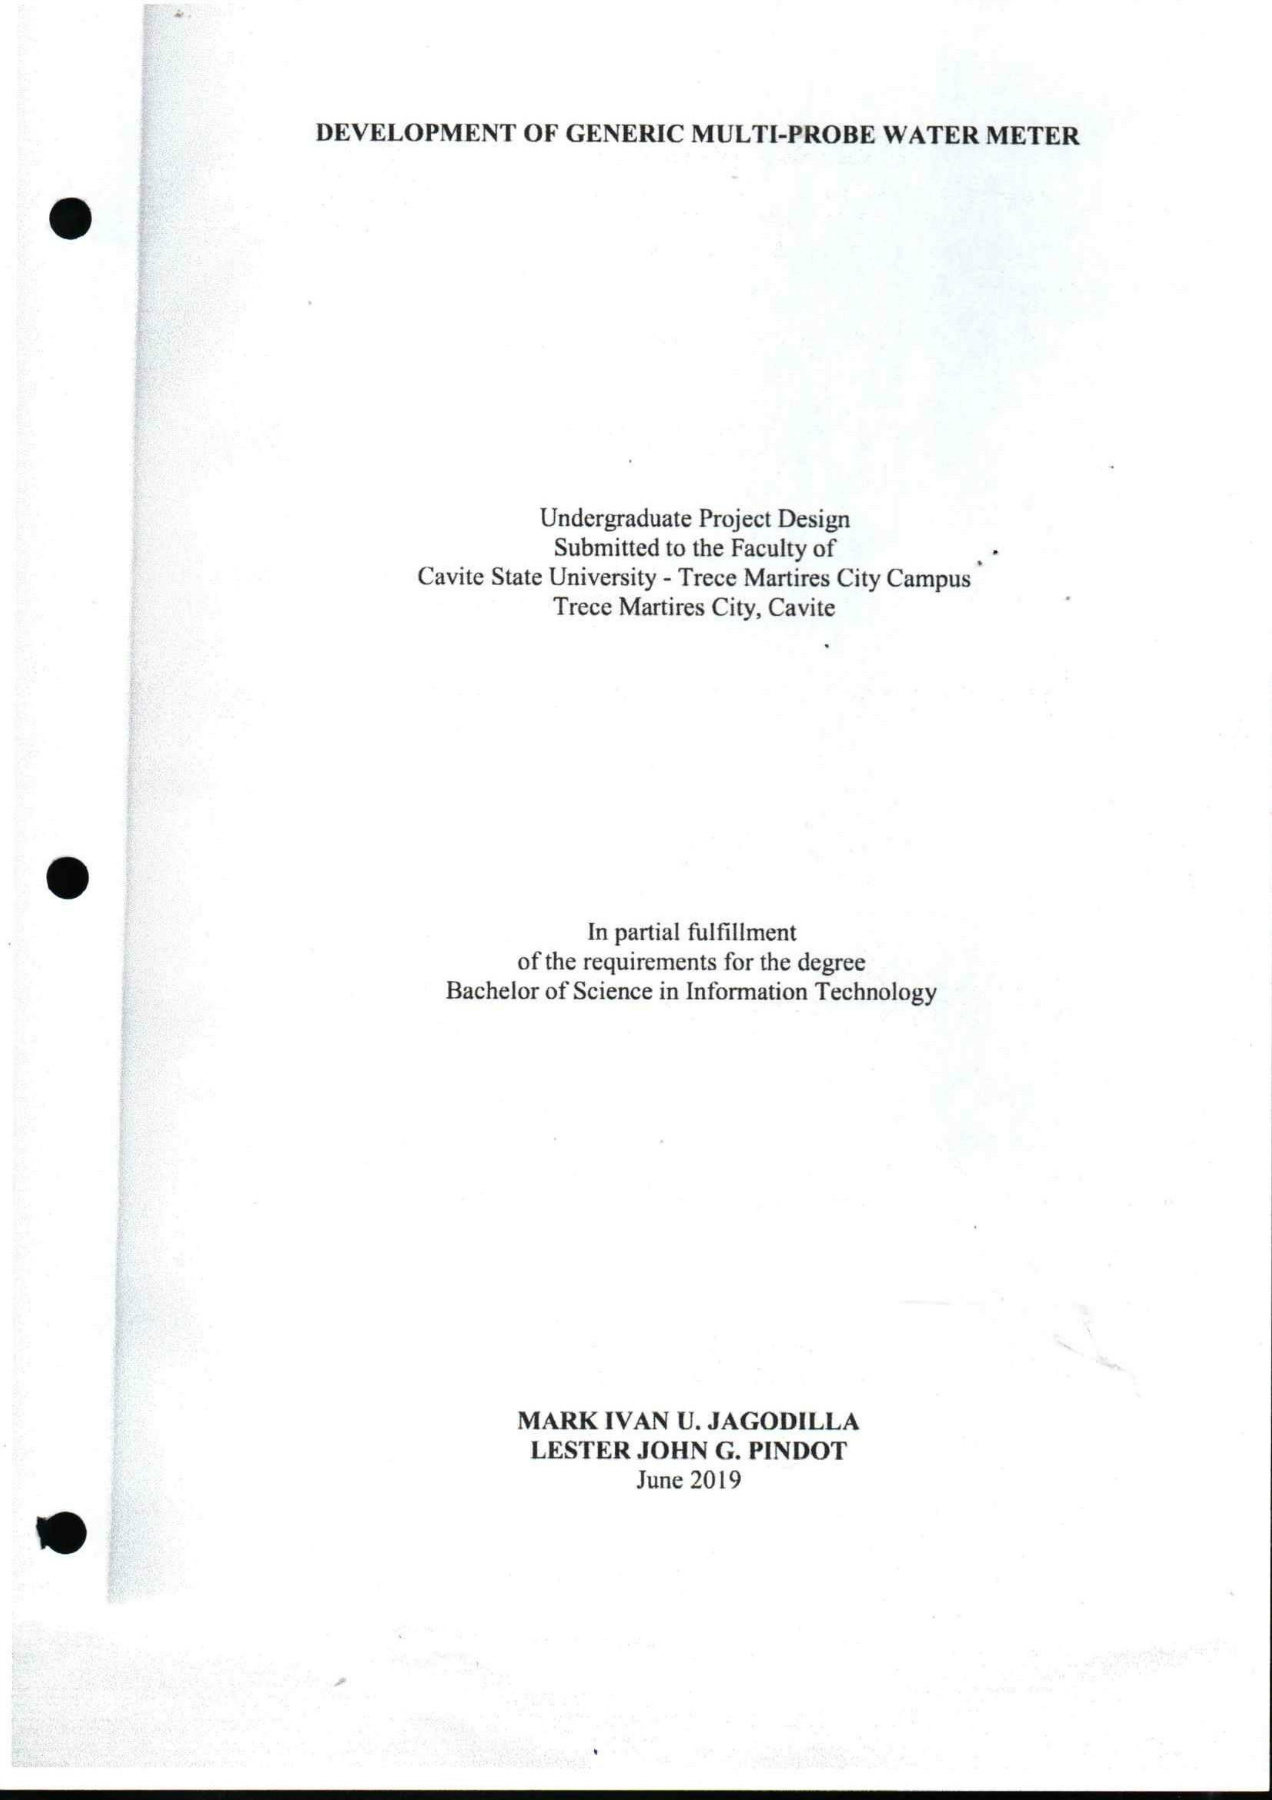 DEVELOPMENT OF GENERIC MULTI-PROBE WATER METER
Undergraduate Project Design
Submitted to the Faculty of
Cavite State University - Trece Martires City Campus
Trece Martires City, Cavite
In partial fulfillment
of the requirements for the degree
Bachelor of Science in Information Technology
MARK IVAN U. JAGODILLA
LESTER JOHN G. PINDOT
June 2019